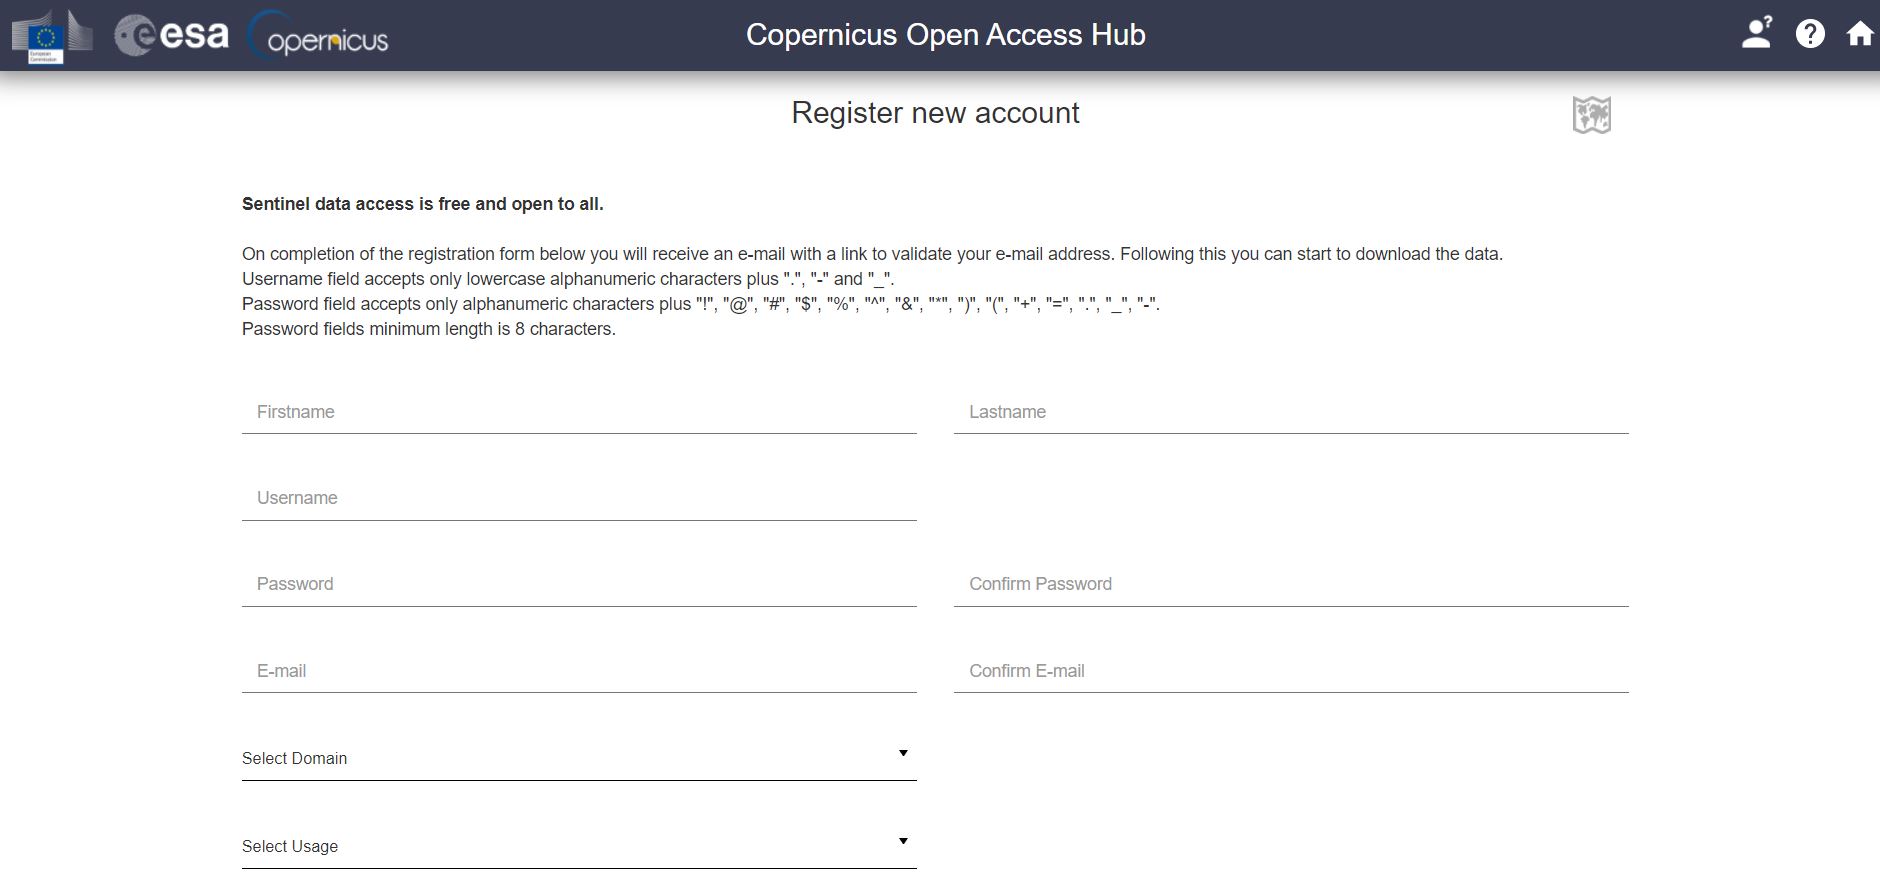 European
Commission
esa
opernicus
Copernicus Open Access Hub
?
?
Register new account
Sentinel data access is free and open to all.
On completion of the registration form below you will receive an e-mail with a link to validate your e-mail address. Following this you can start to download the data.
Username field accepts only lowercase alphanumeric characters plus ".", "-" and "_".
Password field accepts only alphanumeric characters plus "!", "@", "#", "$", "%", "^", "&", "*", ")", "(", "+", "=", ".", "_", "-".
Password fields minimum length is 8 characters.
Firstname
Lastname
Username
Password
Confirm Password
E-mail
Confirm E-mail
Select Domain
Select Usage